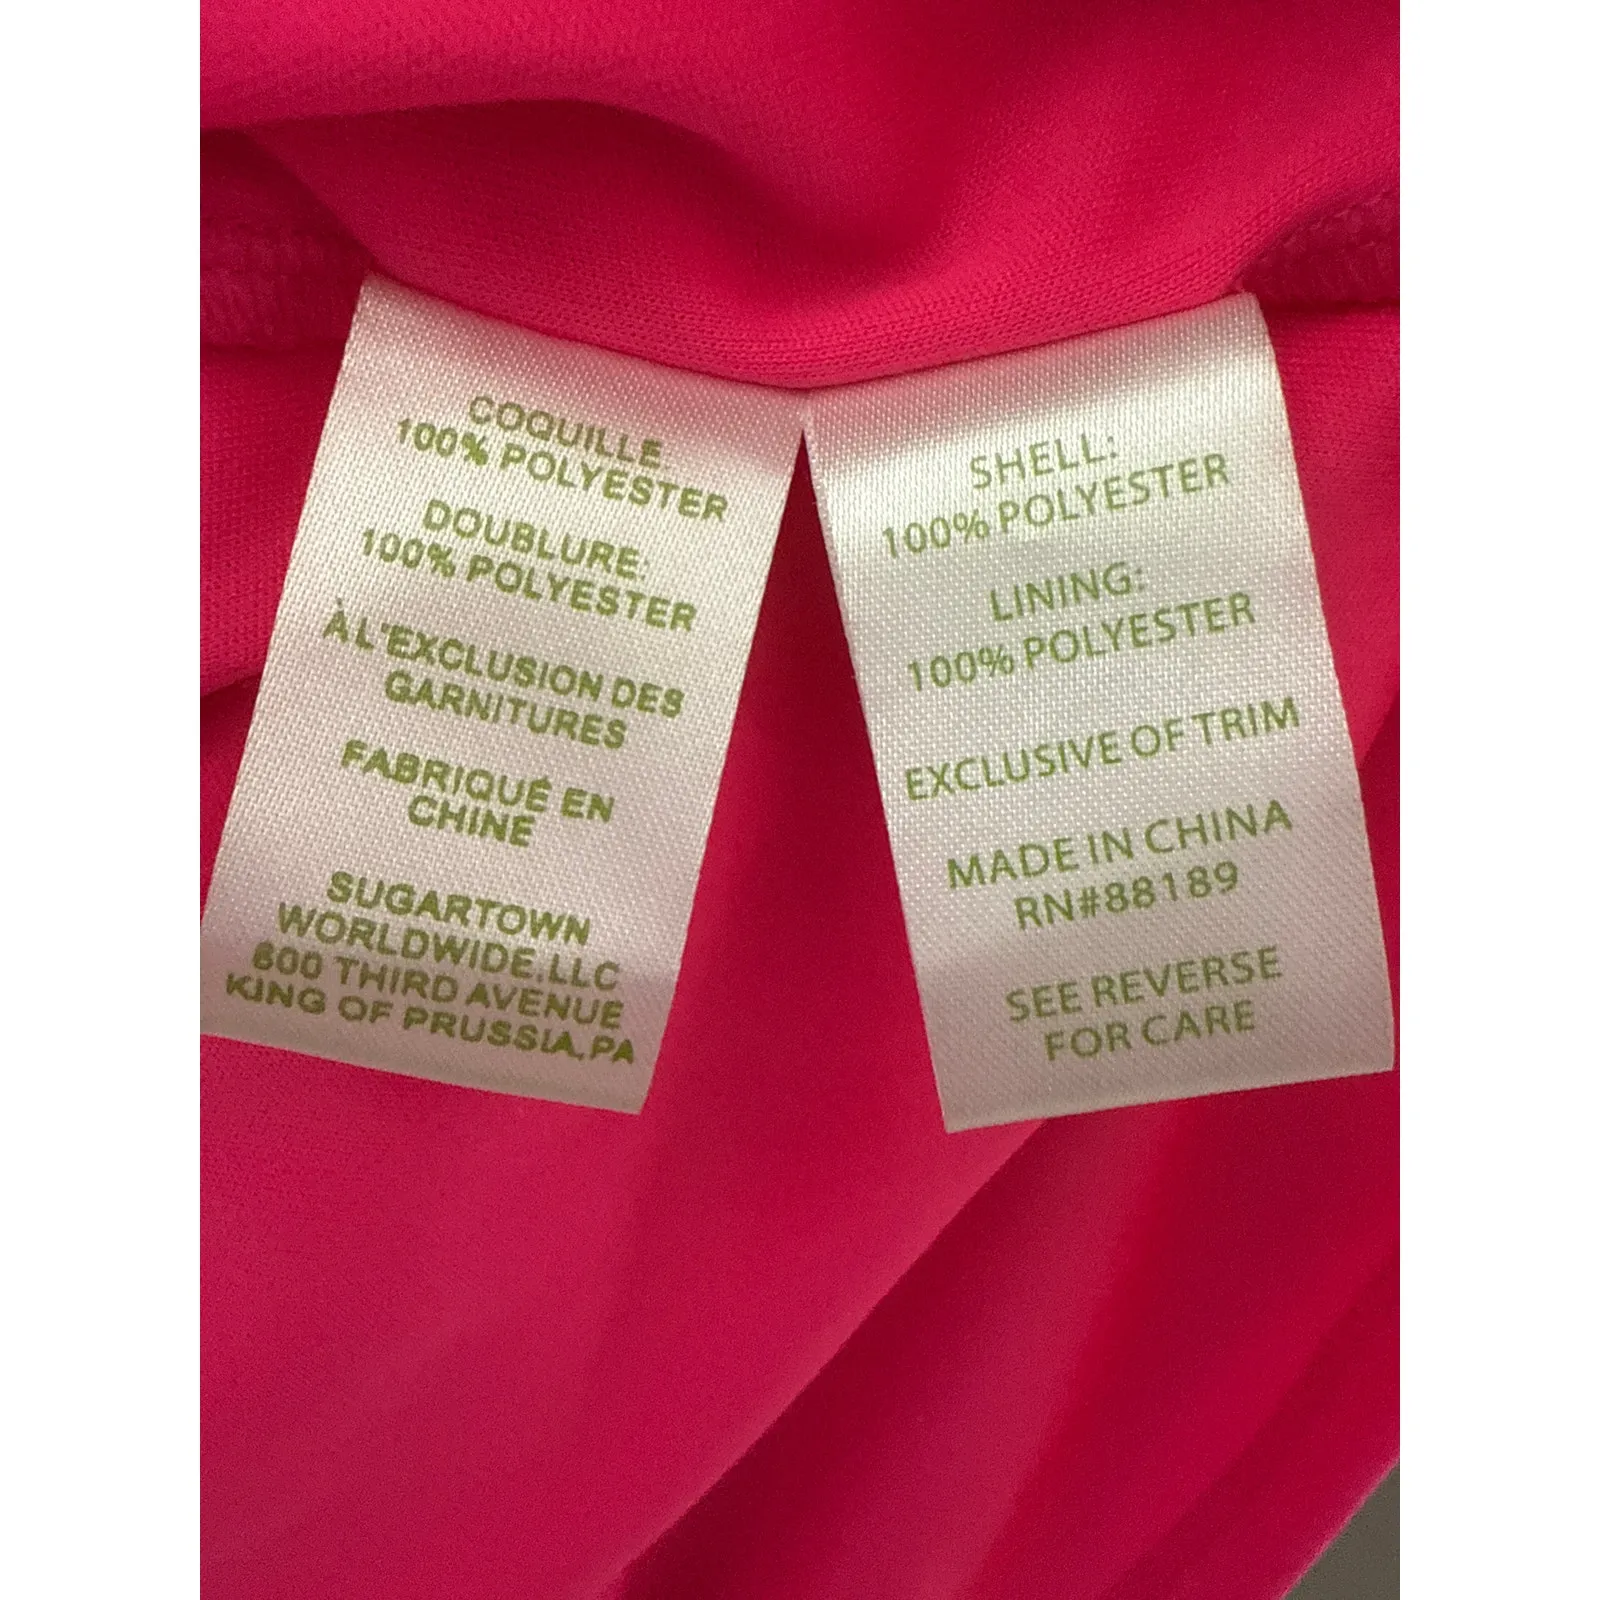 COQUILLE
100% POLYESTER
DOUBLURE:
100% POLYESTER
À L'EXCLUSION DES
GARNITURES
FABRIQUÉ EN
CHINE
SUGARTOWN
WORLDWIDE,LLC
800 THIRD AVENUE
KING OF PRUSSIA, PA
SHELL:
100% POLYESTER
LINING:
100% POLYESTER
EXCLUSIVE OF TRIM
MADE IN CHINA
RN#88189
SEE REVERSE
FOR CARE